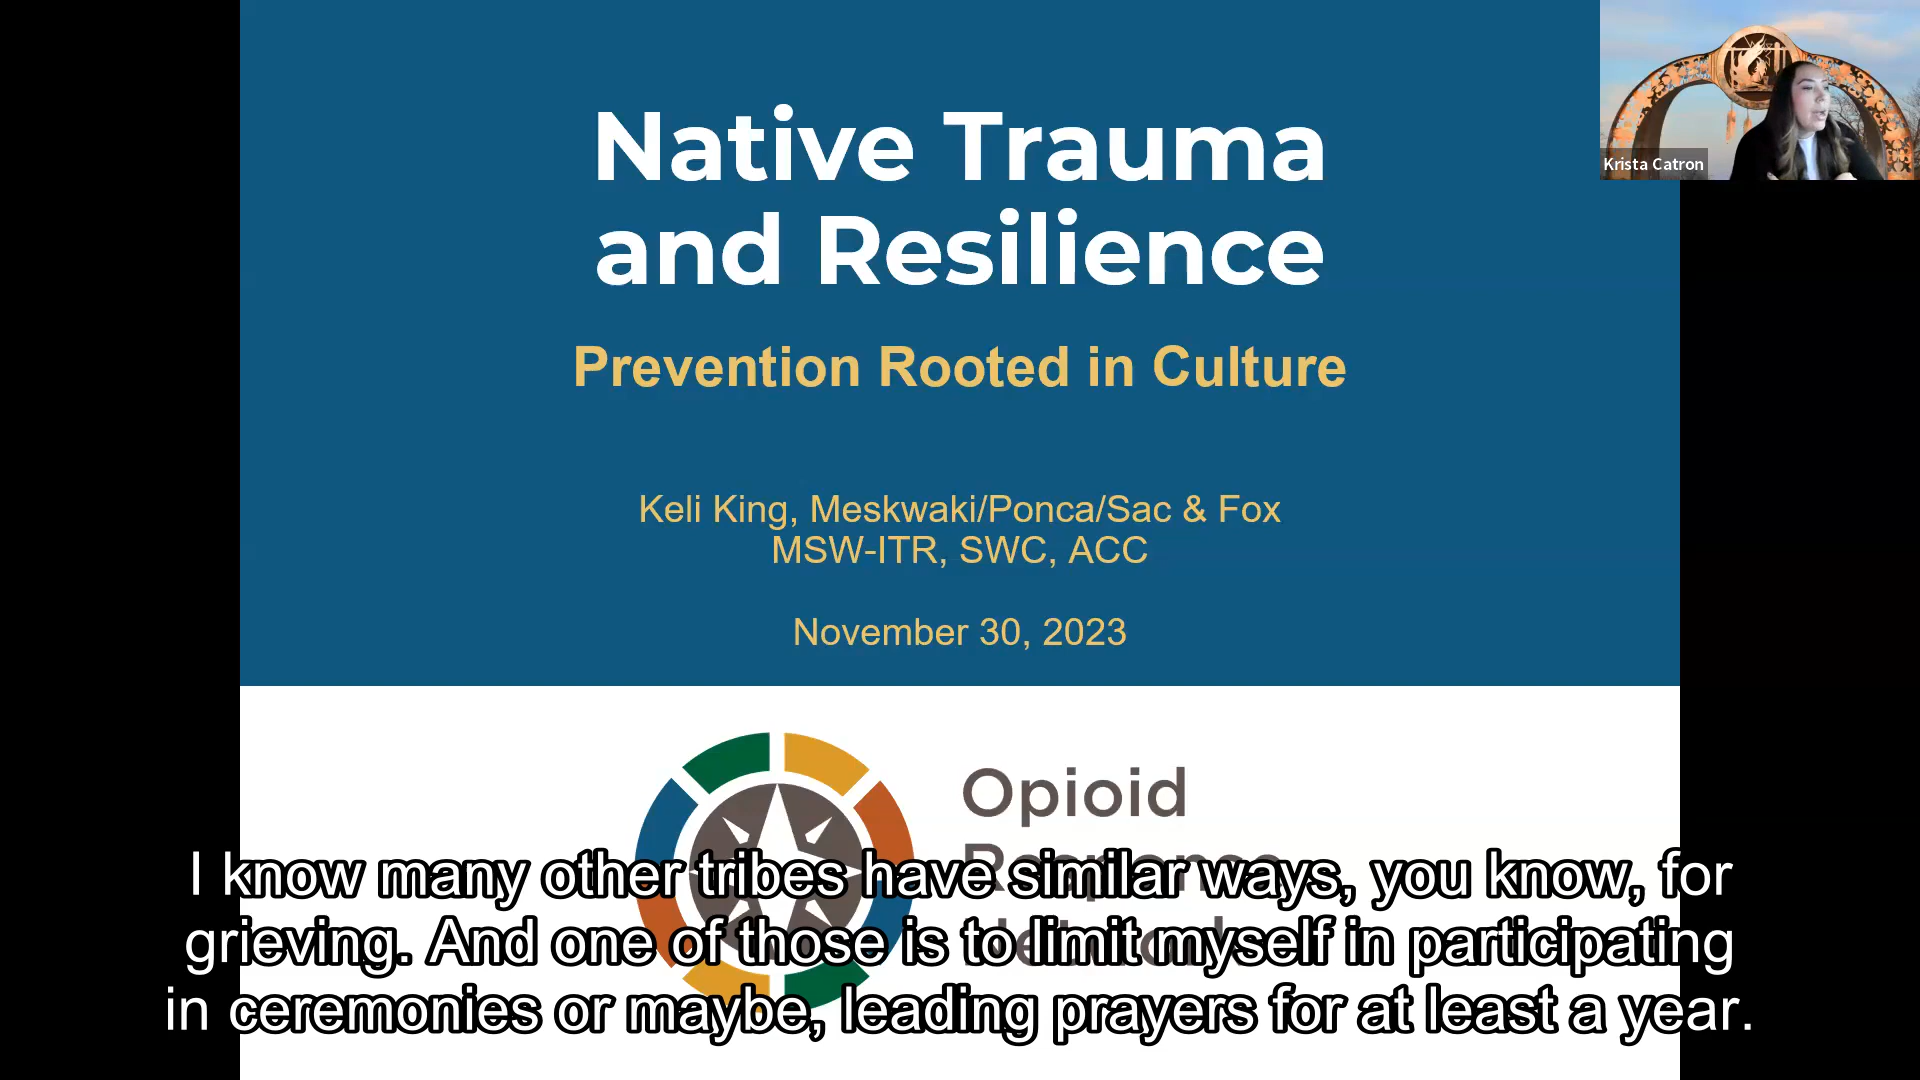 Native Trauma
and Resilience
Prevention Rooted in Culture
Keli King, Meskwaki/Ponca/Sac & Fox
MSW-ITR, SWC, ACC
November 30, 2023
Krista Catron
Opioid
Response
Network
I know many other tribes have similar ways, you know, for
grieving. And one of those is to limit myself in participating
in ceremonies or maybe, leading prayers for at least a year.